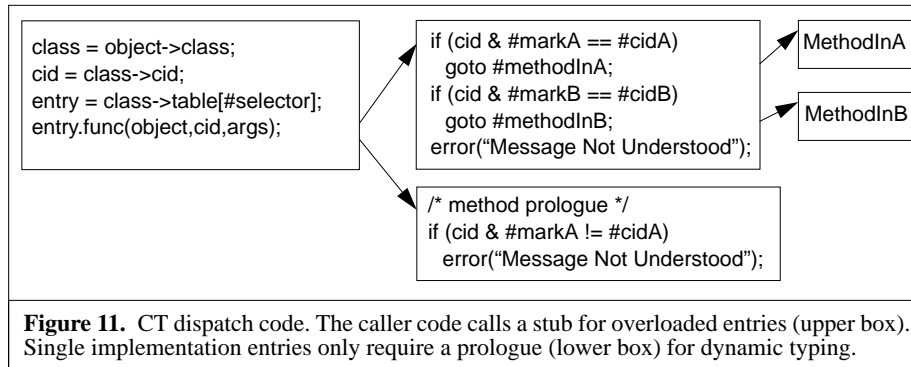 class = object->class;
cid = class->cid;
entry = class->table[#selector];
entry.func(object,cid,args);
if (cid & #markA == #cidA)
goto #methodInA;
if (cid & #markB == #cidB)
goto #methodInB;
error(“Message Not Understood”);
MethodInA
MethodInB
/* method prologue */
if (cid & #markA != #cidA)
error(“Message Not Understood”);
Figure 11. CT dispatch code. The caller code calls a stub for overloaded entries (upper box).
Single implementation entries only require a prologue (lower box) for dynamic typing.